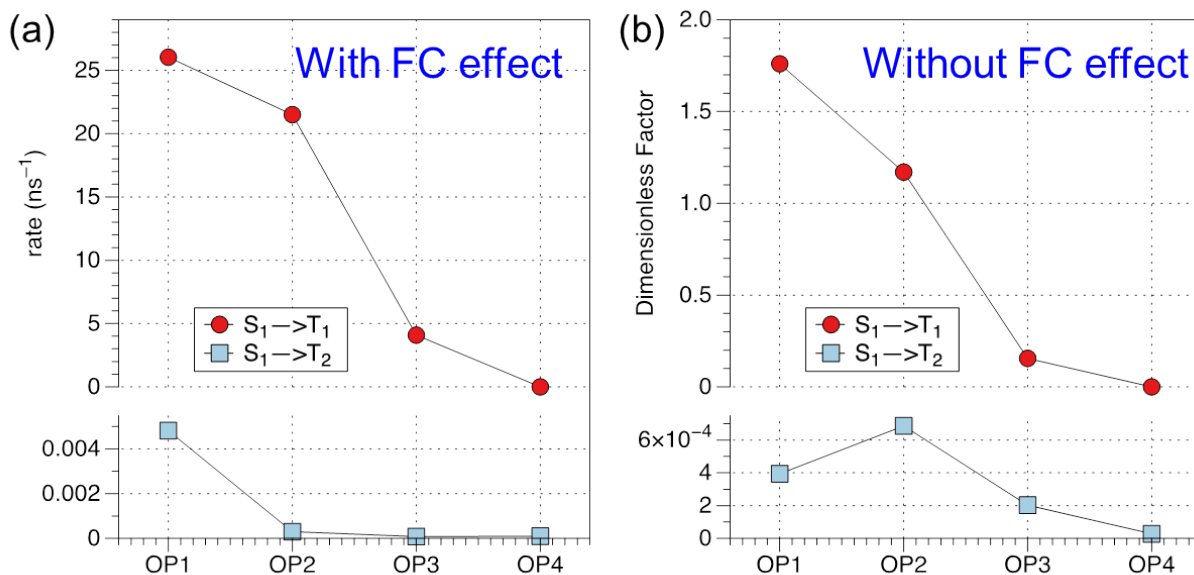 (a)
With FC effect
25
20
15
10
5
0
rate (ns⁻¹)
S₁—>T₁
S₁—>T₂
0.004
0.002
0
OP1 OP2 OP3 OP4
(b)
Without FC effect
2.0
1.5
1.0
0.5
0
Dimensionless Factor
S₁—>T₁
S₁—>T₂
6×10⁻⁴
4
2
0
OP1 OP2 OP3 OP4